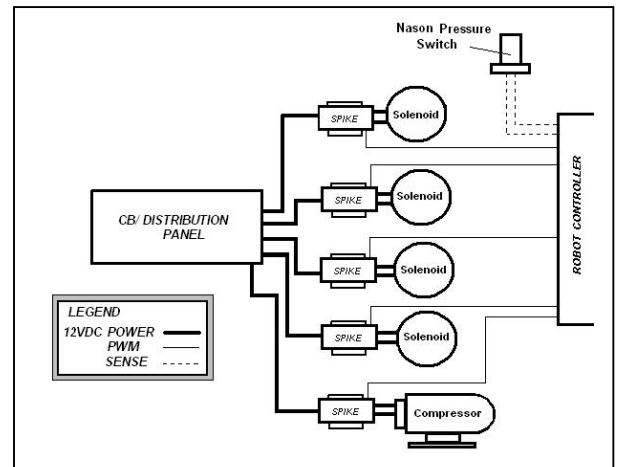 Nason Pressure
Switch
SPIKE
Solenoid
SPIKE
Solenoid
CB/ DISTRIBUTION
PANEL
ROBOT CONTROLLER
SPIKE
Solenoid
LEGEND
12VDC POWER
PWM
SENSE
SPIKE
Solenoid
SPIKE
Compressor